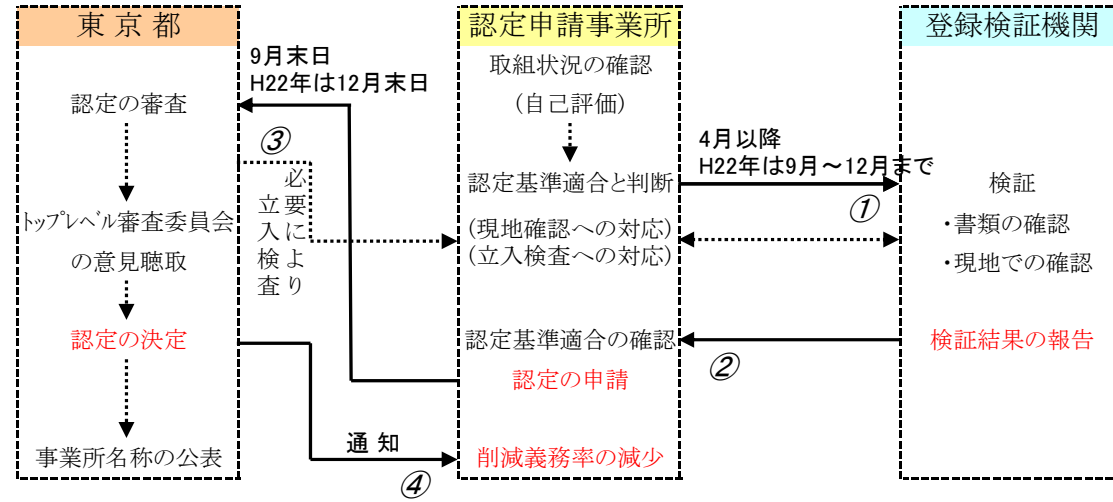 東 京 都
認定の審査
トップレベル審査委員会
の意見聴取
認定の決定
事業所名称の公表
9月末日
H22年は12月末日
③
必要により
立入検査
通 知
④
認定申請事業所
取組状況の確認
(自己評価)
認定基準適合と判断
(現地確認への対応)
(立入検査への対応)
認定基準適合の確認
認定の申請
削減義務率の減少
4月以降
H22年は9月～12月まで
①
②
登録検証機関
検証
・書類の確認
・現地での確認
検証結果の報告